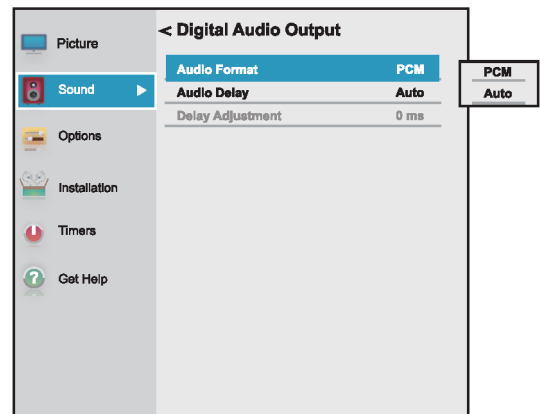 Picture
Sound
Options
Installation
Timers
Get Help
< Digital Audio Output
Audio Format PCM
Audio Delay Auto
Delay Adjustment 0 ms
PCM
Auto